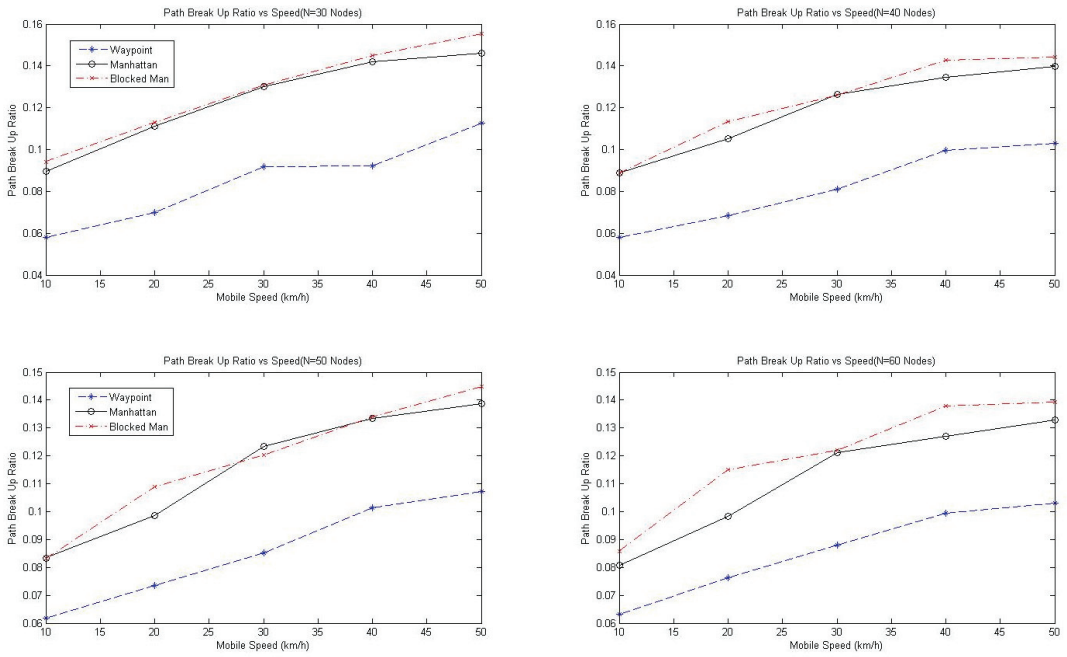 Path Break Up Ratio vs Speed(N=30 Nodes)
0.16
0.14
0.12
0.1
0.08
0.06
0.04
Path Break Up Ratio
Waypoint
Manhattan
Blocked Man
10 15 20 25 30 35 40 45 50
Mobile Speed (km/h)
Path Break Up Ratio vs Speed(N=40 Nodes)
0.16
0.14
0.12
0.1
0.08
0.06
0.04
Path Break Up Ratio
10 15 20 25 30 35 40 45 50
Mobile Speed (km/h)
Path Break Up Ratio vs Speed(N=50 Nodes)
0.15
0.14
0.13
0.12
0.11
0.1
0.09
0.08
0.07
0.06
Path Break Up Ratio
Waypoint
Manhattan
Blocked Man
10 15 20 25 30 35 40 45 50
Mobile Speed (km/h)
Path Break Up Ratio vs Speed(N=60 Nodes)
0.15
0.14
0.13
0.12
0.11
0.1
0.09
0.08
0.07
0.06
Path Break Up Ratio
10 15 20 25 30 35 40 45 50
Mobile Speed (km/h)